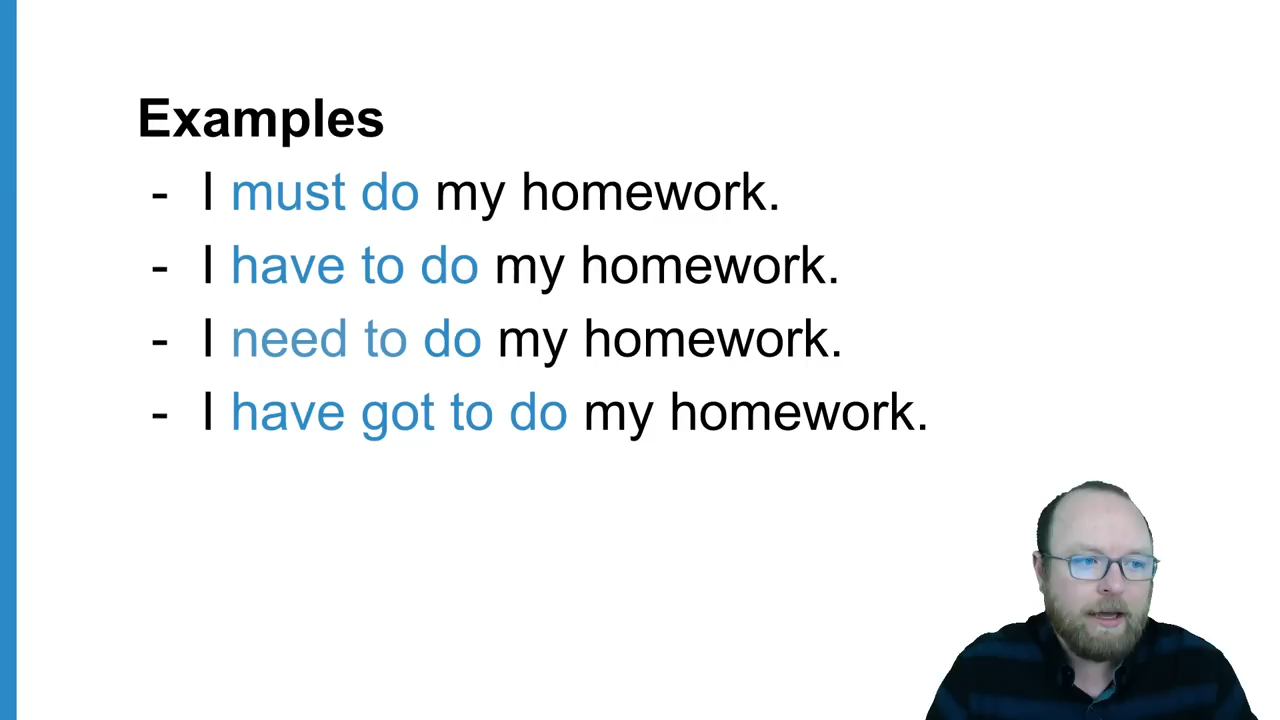 Examples
- I must do my homework.
- I have to do my homework.
- I need to do my homework.
- I have got to do my homework.